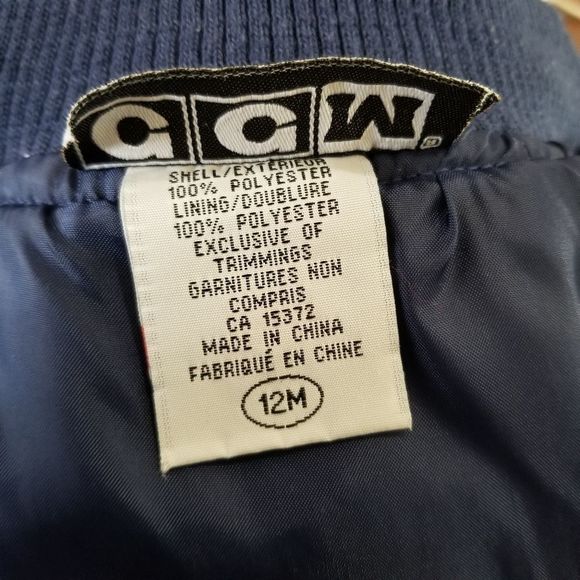 CCM
SHELL/EXTÉRIEUR
100% POLYESTER
LINING/DOUBLURE
100% POLYESTER
EXCLUSIVE OF
TRIMMINGS
GARNITURES NON
COMPRIS
CA 15372
MADE IN CHINA
FABRIQUÉ EN CHINE
12M